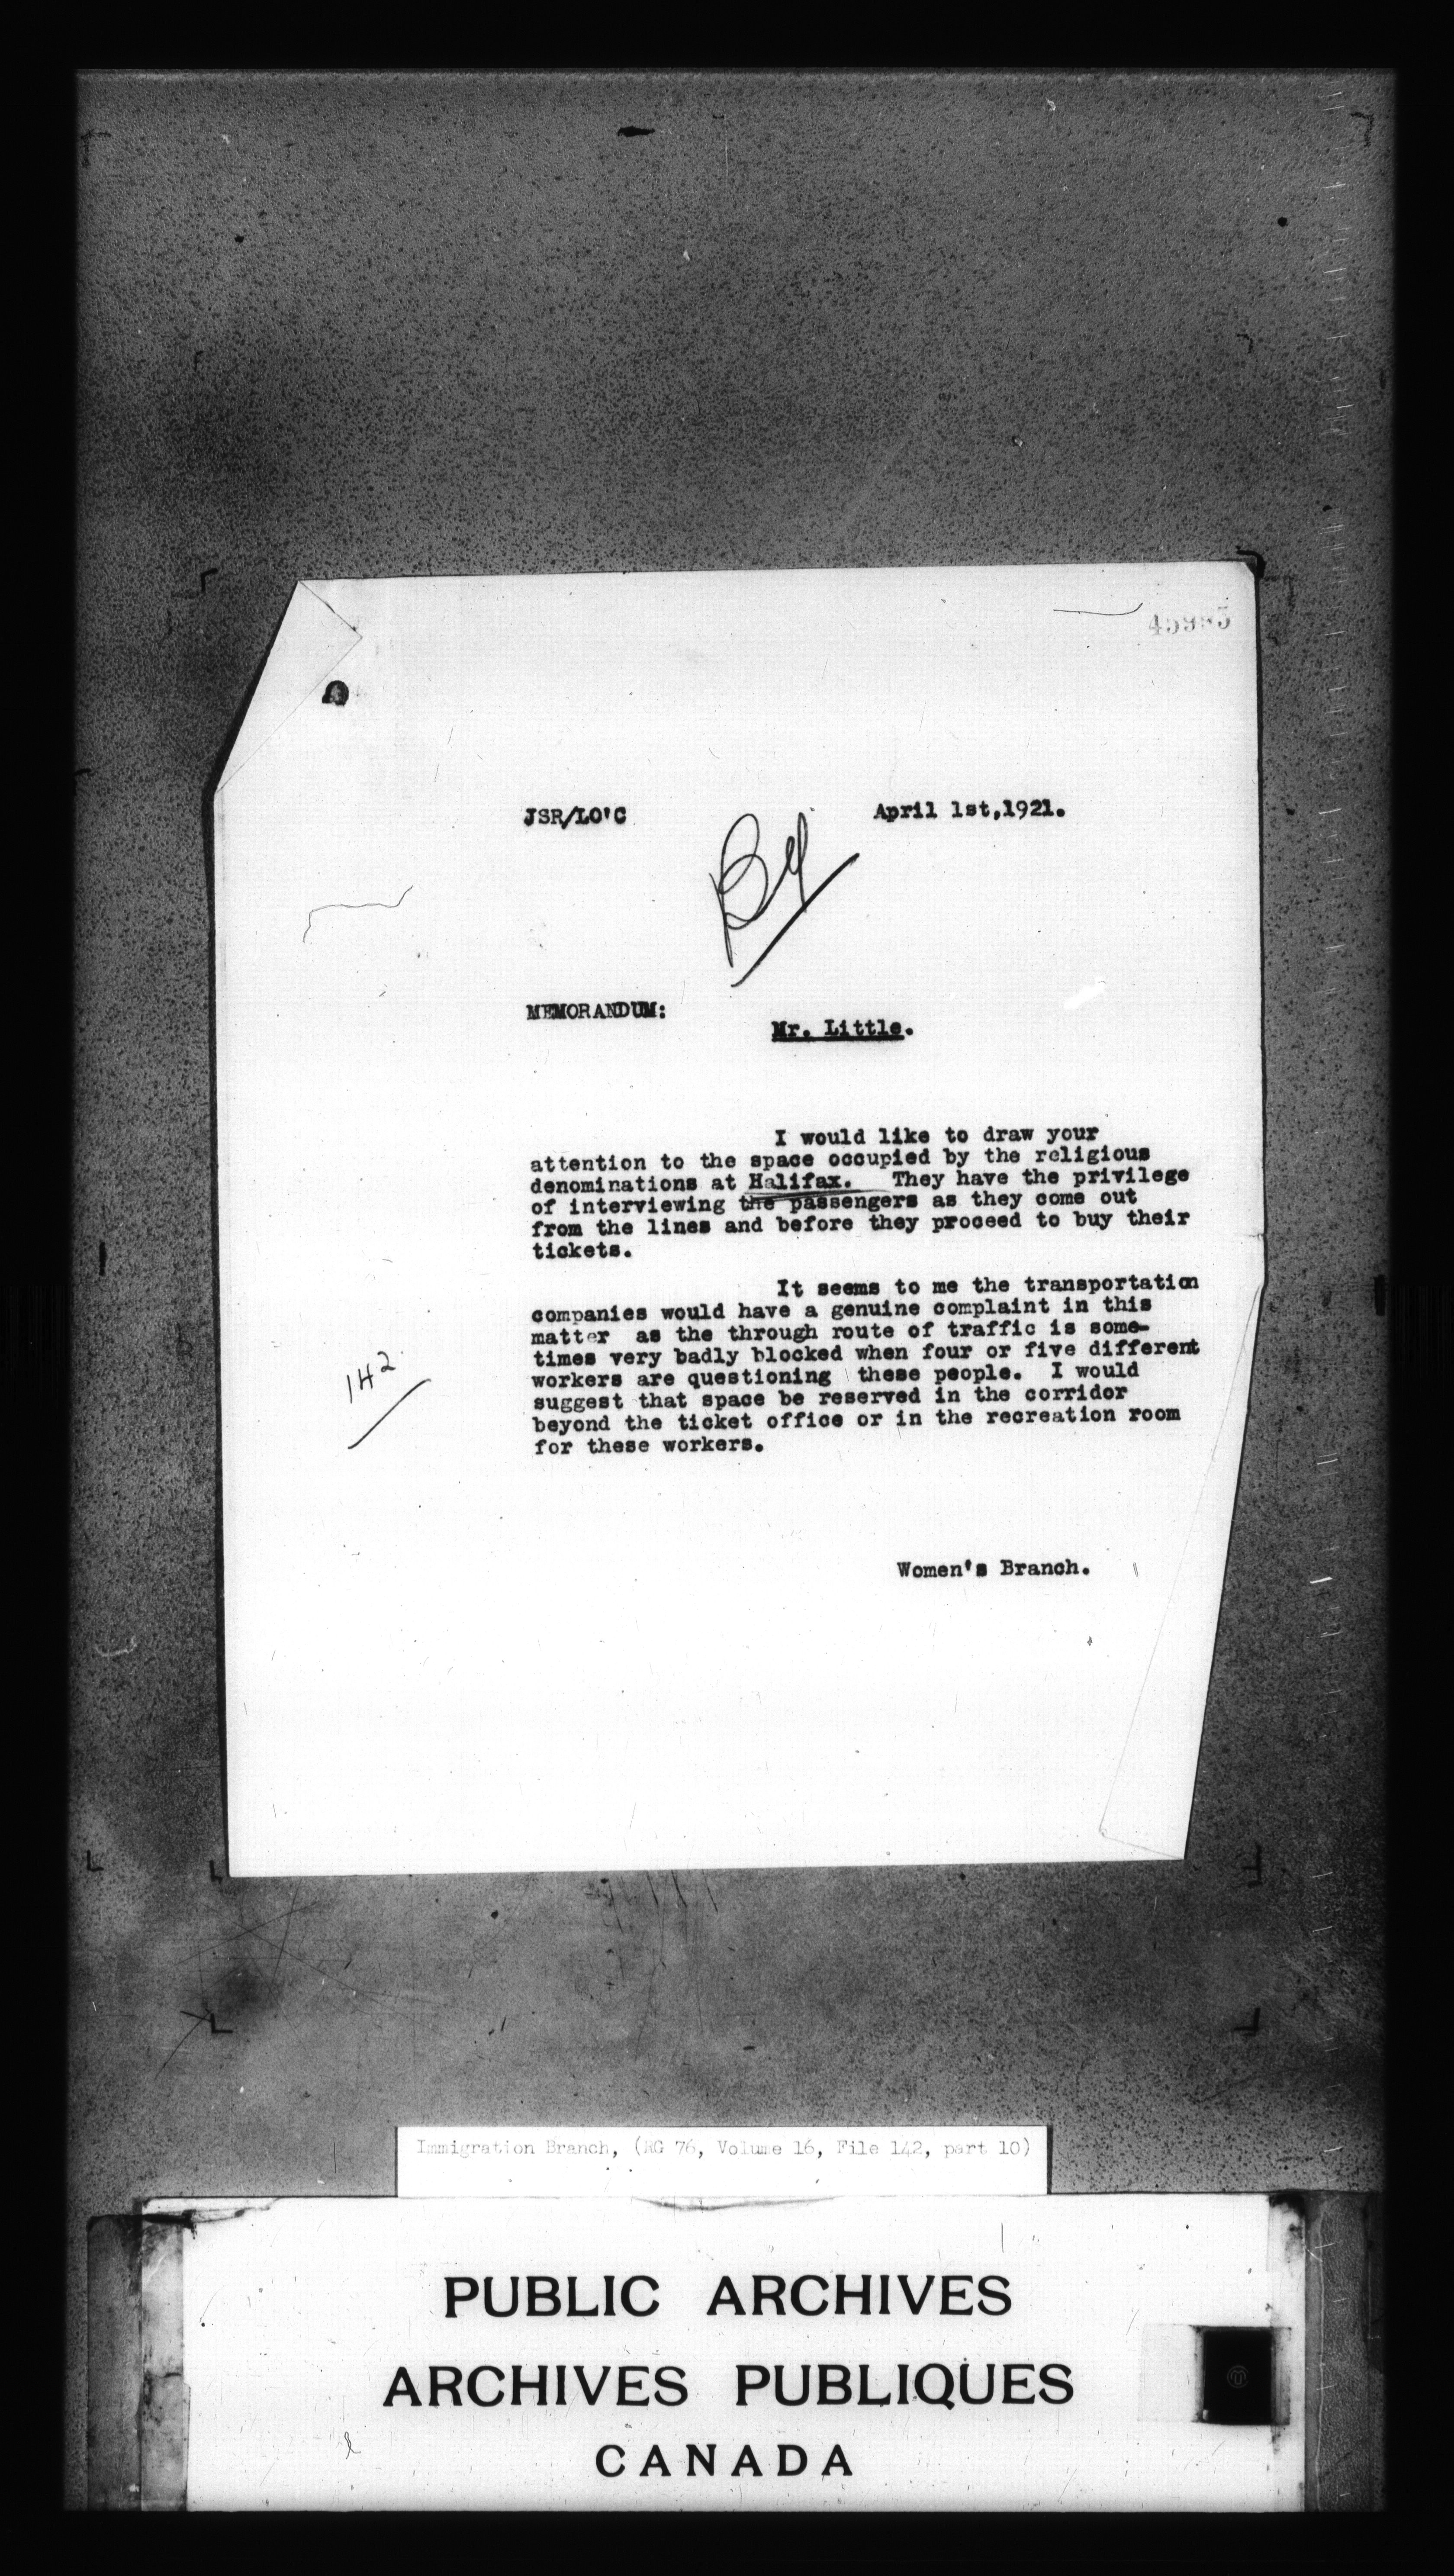 JSR/LO'C
April 1st,1921.
MEMORANDUM:
Mr. Little.
I would like to draw your
attention to the space occupied by the religious
denominations at Halifax. They have the privilege
of interviewing the passengers as they come out
from the lines and before they proceed to buy their
tickets.
It seems to me the transportation
companies would have a genuine complaint in this
matter as the through route of traffic is some-
times very badly blocked when four or five different
workers are questioning these people. I would
suggest that space be reserved in the corridor
beyond the ticket office or in the recreation room
for these workers.
142
Women's Branch.
Immigration Branch, (RG 76, Volume 16, File 142, part 10)
PUBLIC ARCHIVES
ARCHIVES PUBLIQUES
CANADA